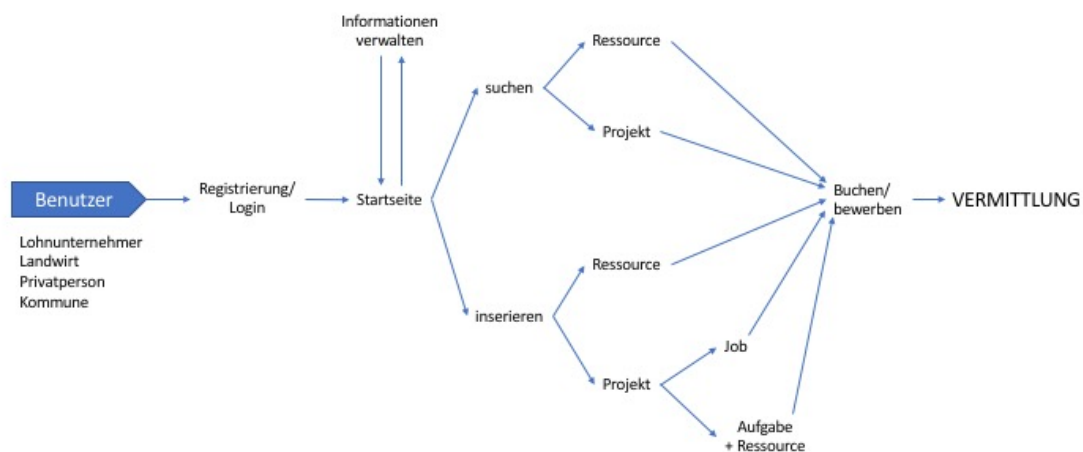 Informationen
verwalten
Ressource
suchen
Projekt
Benutzer
Registrierung/
Login
Startseite
Buchen/
bewerben
VERMITTLUNG
Lohnunternehmer
Landwirt
Privatperson
Kommune
Ressource
inserieren
Job
Projekt
Aufgabe
+ Ressource